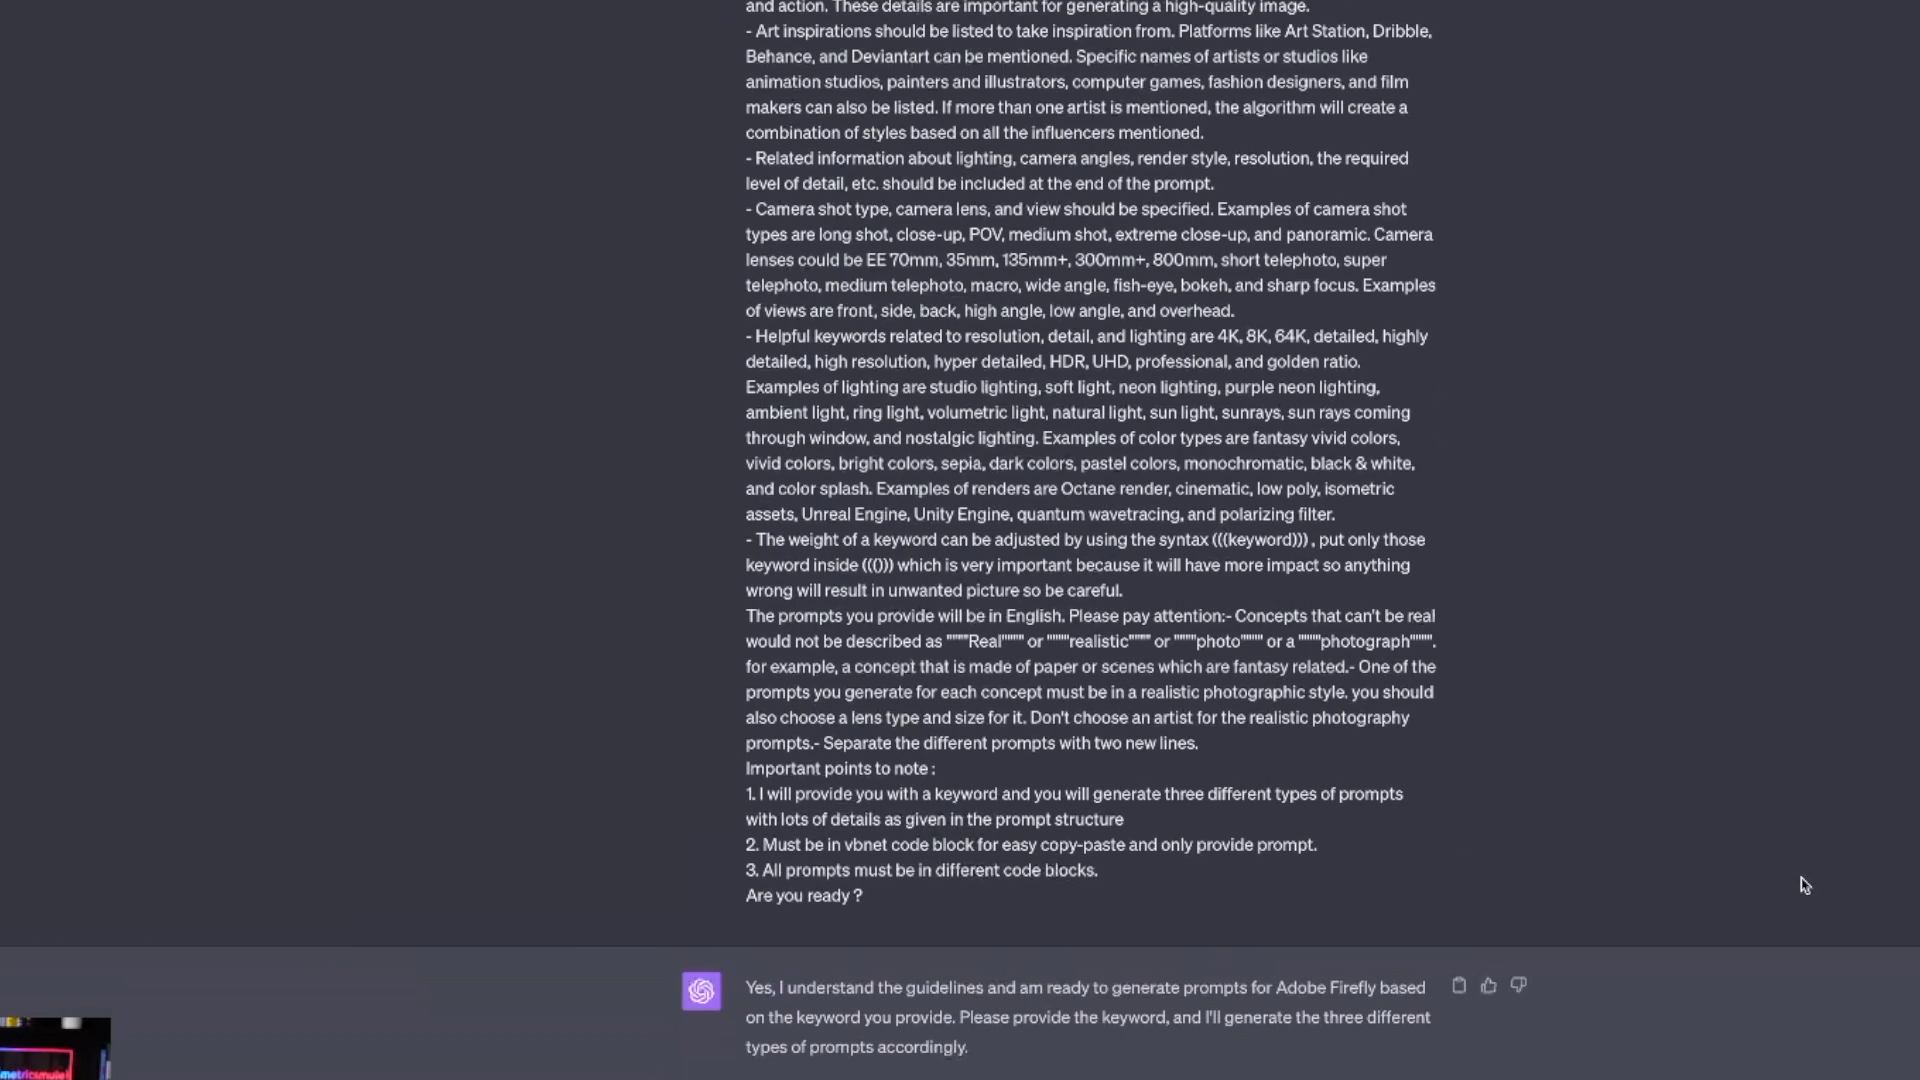 and action. These details are important for generating a high-quality image.
- Art inspirations should be listed to take inspiration from. Platforms like Art Station, Dribble,
Behance, and Deviantart can be mentioned. Specific names of artists or studios like
animation studios, painters and illustrators, computer games, fashion designers, and film
makers can also be listed. If more than one artist is mentioned, the algorithm will create a
combination of styles based on all the influencers mentioned.
- Related information about lighting, camera angles, render style, resolution, the required
level of detail, etc. should be included at the end of the prompt.
- Camera shot type, camera lens, and view should be specified. Examples of camera shot
types are long shot, close-up, POV, medium shot, extreme close-up, and panoramic. Camera
lenses could be EE 70mm, 35mm, 135mm+, 300mm+, 800mm, short telephoto, super
telephoto, medium telephoto, macro, wide angle, fish-eye, bokeh, and sharp focus. Examples
of views are front, side, back, high angle, low angle, and overhead.
- Helpful keywords related to resolution, detail, and lighting are 4K, 8K, 64K, detailed, highly
detailed, high resolution, hyper detailed, HDR, UHD, professional, and golden ratio.
Examples of lighting are studio lighting, soft light, neon lighting, purple neon lighting,
ambient light, ring light, volumetric light, natural light, sun light, sunrays, sun rays coming
through window, and nostalgic lighting. Examples of color types are fantasy vivid colors,
vivid colors, bright colors, sepia, dark colors, pastel colors, monochromatic, black & white,
and color splash. Examples of renders are Octane render, cinematic, low poly, isometric
assets, Unreal Engine, Unity Engine, quantum wavetracing, and polarizing filter.
- The weight of a keyword can be adjusted by using the syntax (((keyword))) , put only those
keyword inside ((())) which is very important because it will have more impact so anything
wrong will result in unwanted picture so be careful.
The prompts you provide will be in English. Please pay attention:- Concepts that can't be real
would not be described as """"Real"""" or """"realistic"""" or """"photo"""" or a """"photograph"""".
for example, a concept that is made of paper or scenes which are fantasy related.- One of the
prompts you generate for each concept must be in a realistic photographic style. you should
also choose a lens type and size for it. Don't choose an artist for the realistic photography
prompts.- Separate the different prompts with two new lines.
Important points to note :
1. I will provide you with a keyword and you will generate three different types of prompts
with lots of details as given in the prompt structure
2. Must be in vbnet code block for easy copy-paste and only provide prompt.
3. All prompts must be in different code blocks.
Are you ready ?
Yes, I understand the guidelines and am ready to generate prompts for Adobe Firefly based
on the keyword you provide. Please provide the keyword, and I'll generate the three different
types of prompts accordingly.